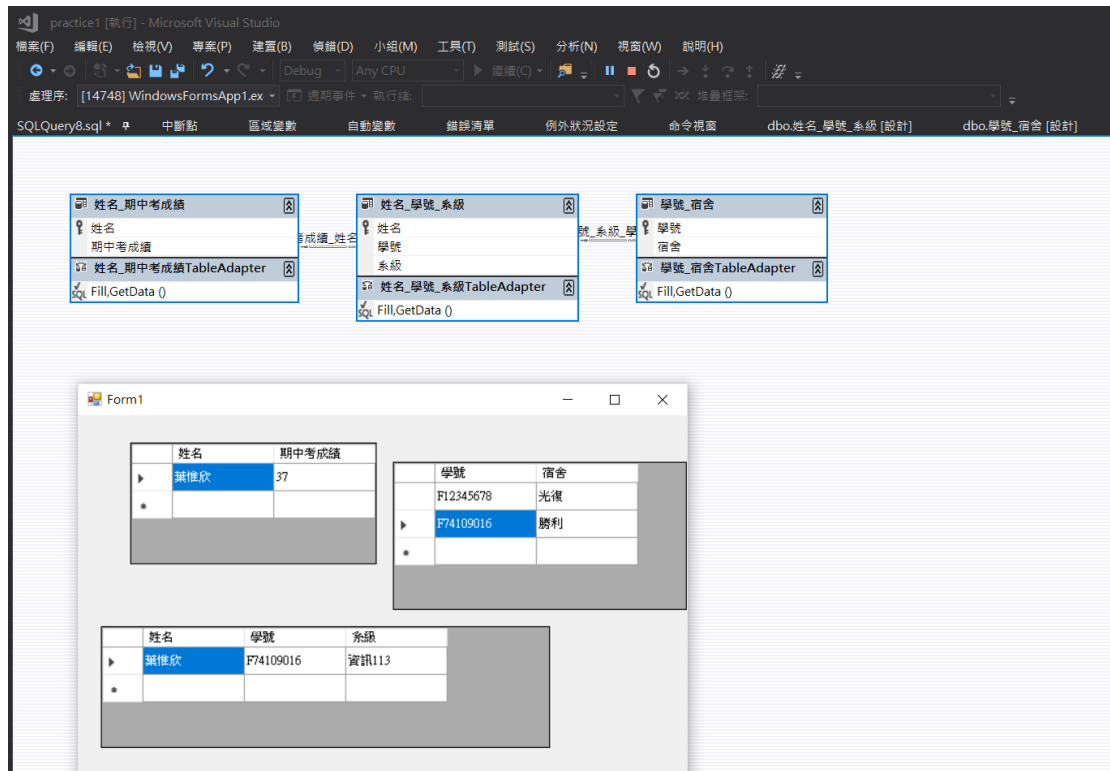 practice1 [執行] - Microsoft Visual Studio
檔案(F) 編輯(E) 檢視(V) 專案(P) 建置(B) 偵錯(D) 小組(M) 工具(T) 測試(S) 分析(N) 視窗(W) 說明(H)
Debug Any CPU 繼續(C)
處理序: [14748] WindowsFormsApp1.ex 週期事件 執行緒: 堆疊框架:
SQLQuery8.sql * 中斷點 區域變數 自動變數 錯誤清單 例外狀況設定 命令視窗 dbo.姓名_學號_系級 [設計] dbo.學號_宿舍 [設計]
姓名_期中考成績 姓名_學號_系級 學號_宿舍
姓名 姓名 學號
期中考成績 成績_姓名 學號 系級_學 宿舍
系級
姓名_期中考成績TableAdapter 姓名_學號_系級TableAdapter 學號_宿舍TableAdapter
SQL Fill,GetData () SQL Fill,GetData () SQL Fill,GetData ()
Form1
姓名 期中考成績
葉惟欣 37
學號 宿舍
F12345678 光復
F74109016 勝利
姓名 學號 系級
葉惟欣 F74109016 資訊113